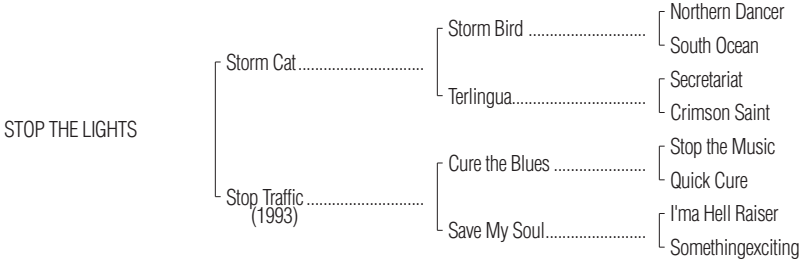 Northern Dancer
Storm Bird ............................
South Ocean
Storm Cat..............................
Secretariat
Terlingua................................
Crimson Saint
STOP THE LIGHTS
Stop the Music
Cure the Blues ......................
Quick Cure
Stop Traffic ............................
(1993)
I'ma Hell Raiser
Save My Soul........................
Somethingexciting